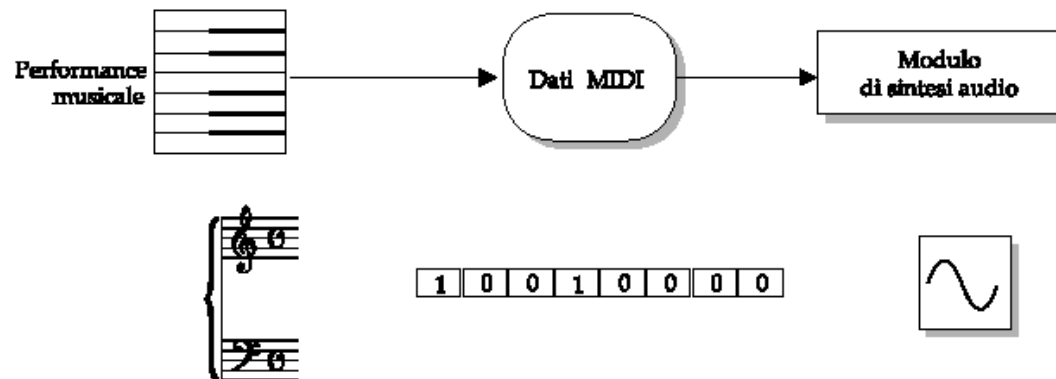 Performance
musicale
Dati MIDI
Modulo
di sintesi audio
1 0 0 1 0 0 0 0